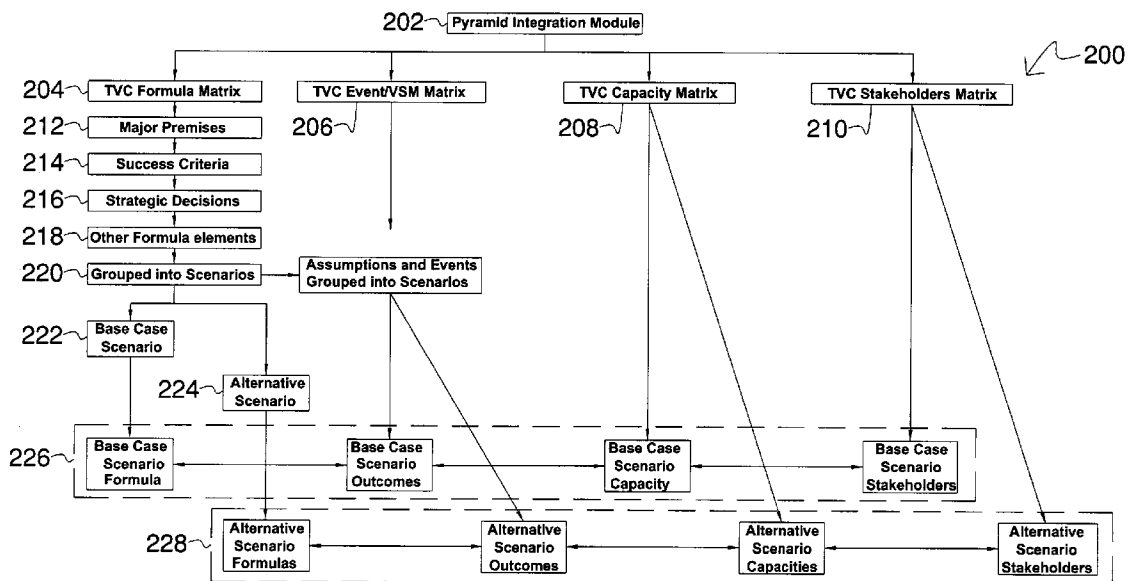 202
Pyramid Integration Module
200
204
TVC Formula Matrix
TVC Event/VSM Matrix
206
TVC Capacity Matrix
208
TVC Stakeholders Matrix
210
212
Major Premises
214
Success Criteria
216
Strategic Decisions
218
Other Formula elements
220
Grouped into Scenarios
Assumptions and Events
Grouped into Scenarios
222
Base Case
Scenario
224
Alternative
Scenario
226
Base Case
Scenario
Formula
Base Case
Scenario
Outcomes
Base Case
Scenario
Capacity
Base Case
Scenario
Stakeholders
228
Alternative
Scenario
Formulas
Alternative
Scenario
Outcomes
Alternative
Scenario
Capacities
Alternative
Scenario
Stakeholders